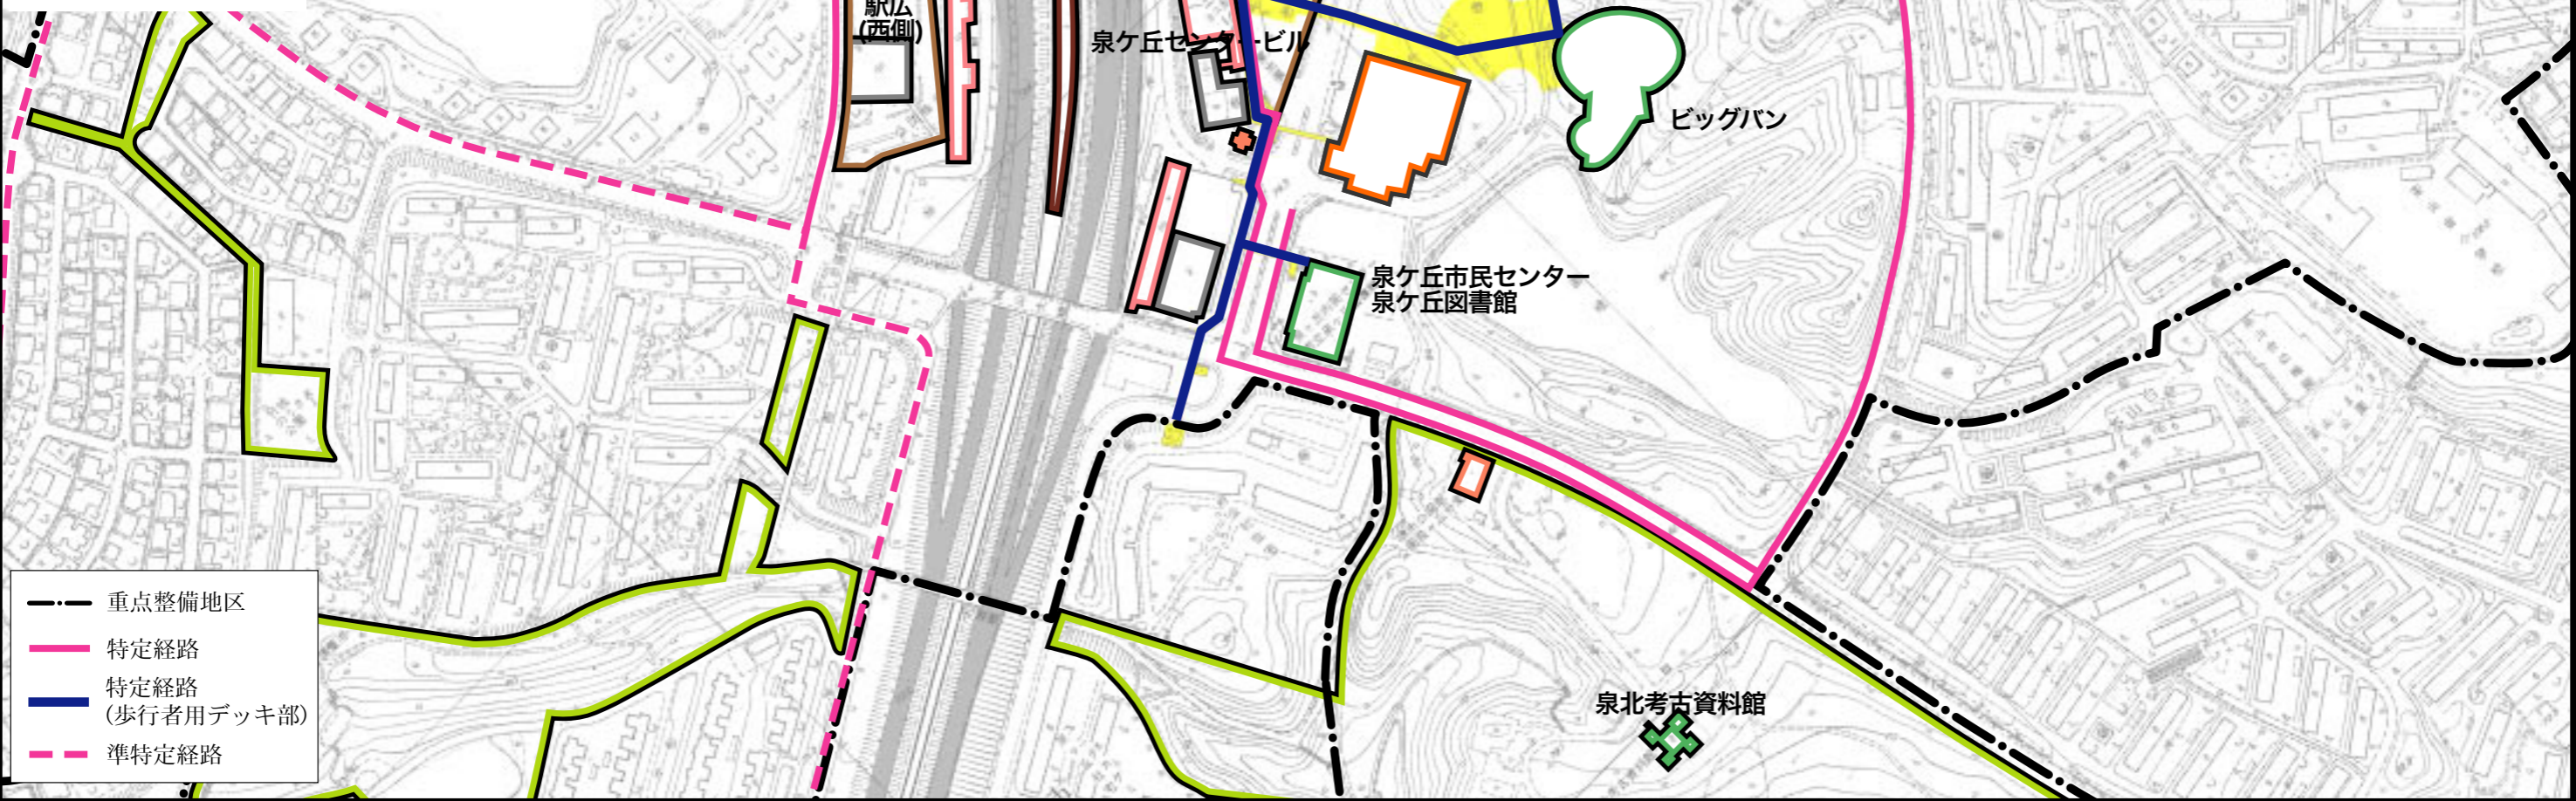 駅広
(西側)
泉ケ丘センタービル
ビッグバン
泉ケ丘市民センター
泉ケ丘図書館
泉北考古資料館
重点整備地区
特定経路
特定経路
(歩行者用デッキ部)
準特定経路